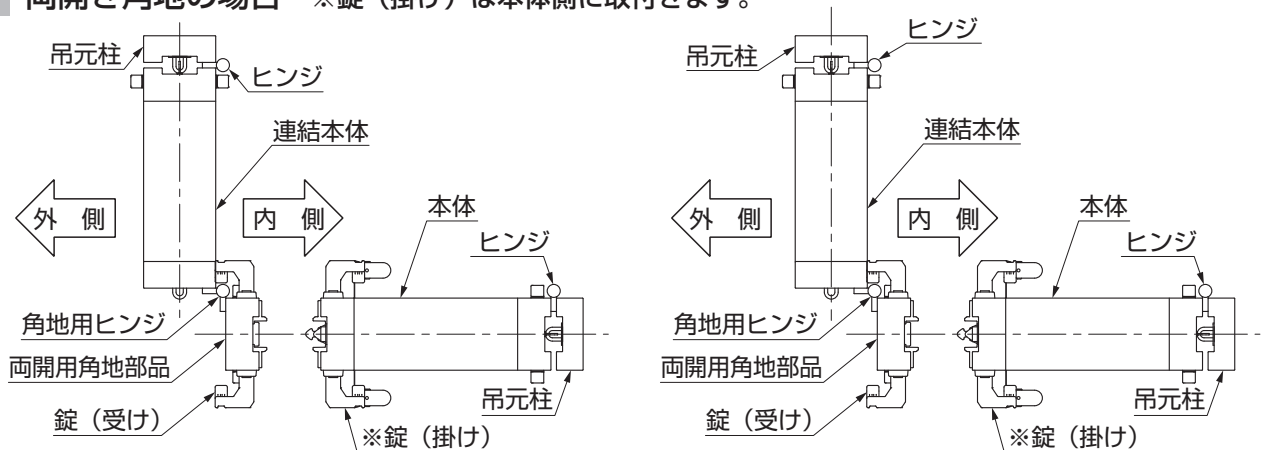 両開き角地の場合 ※錠（掛け）は本体側に取付きます。
吊元柱
ヒンジ
連結本体
外 側
内 側
本体
ヒンジ
角地用ヒンジ
両開用角地部品
錠（受け）
※錠（掛け）
吊元柱
ヒンジ
吊元柱
連結本体
外 側
内 側
本体
ヒンジ
角地用ヒンジ
両開用角地部品
錠（受け）
※錠（掛け）
吊元柱